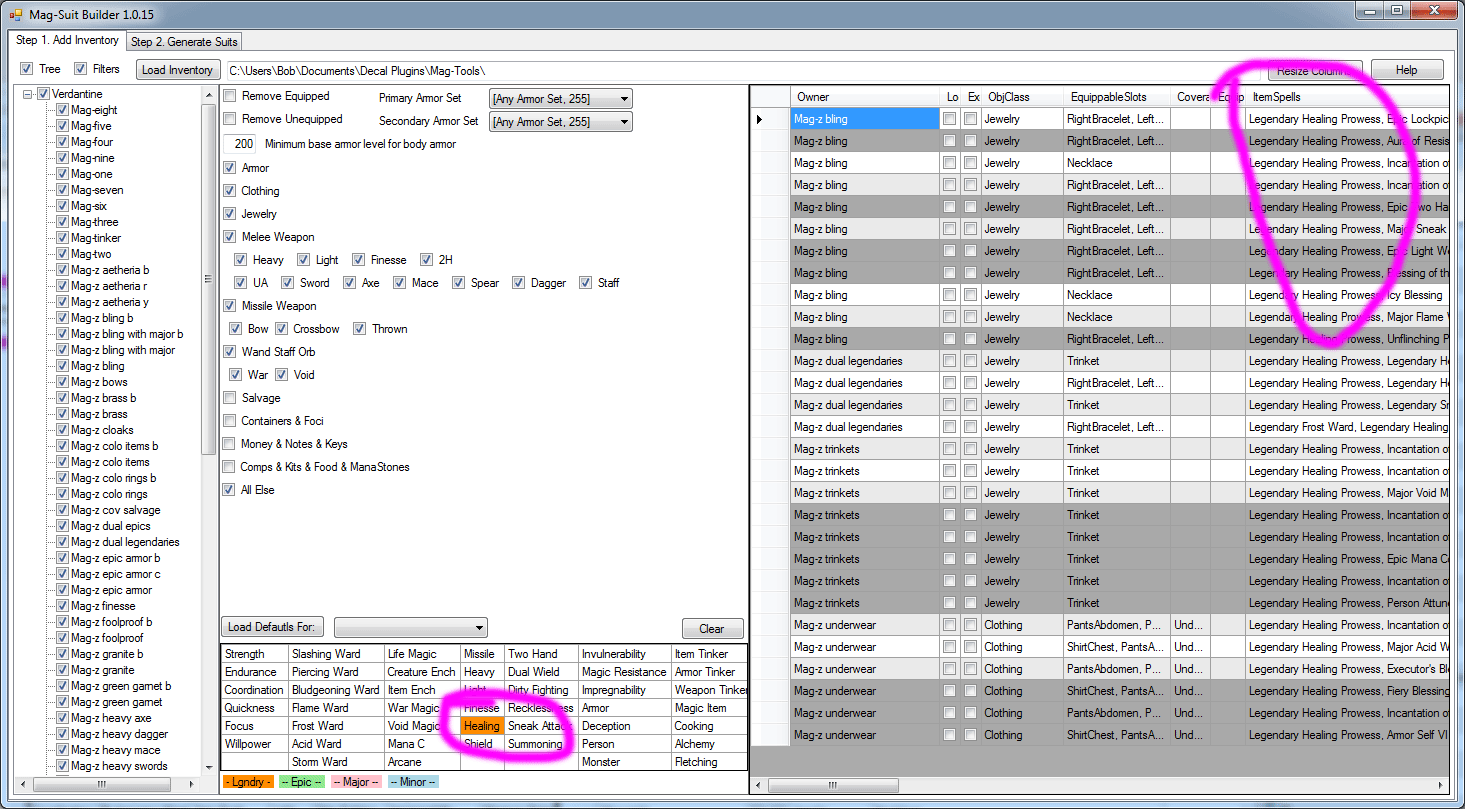 Mag-Suit Builder 1.0.15
Step 1. Add Inventory Step 2. Generate Suits
Tree Filters Load Inventory C:\Users\Bob\Documents\Decal Plugins\Mag-Tools\ Resize Columns Help
Verdantine
Mag-eight
Mag-five
Mag-four
Mag-nine
Mag-one
Mag-seven
Mag-six
Mag-three
Mag-tinker
Mag-two
Mag-z aetheria b
Mag-z aetheria r
Mag-z aetheria y
Mag-z bling b
Mag-z bling with major b
Mag-z bling with major
Mag-z bling
Mag-z bows
Mag-z brass b
Mag-z brass
Mag-z cloaks
Mag-z colo items b
Mag-z colo items
Mag-z colo rings b
Mag-z colo rings
Mag-z cov salvage
Mag-z dual epics
Mag-z dual legendaries
Mag-z epic armor b
Mag-z epic armor c
Mag-z epic armor
Mag-z finesse
Mag-z foolproof b
Mag-z foolproof
Mag-z granite b
Mag-z granite
Mag-z green garnet b
Mag-z green garnet
Mag-z heavy axe
Mag-z heavy dagger
Mag-z heavy mace
Mag-z heavy swords
Remove Equipped Primary Armor Set [Any Armor Set, 255]
Remove Unequipped Secondary Armor Set [Any Armor Set, 255]
200 Minimum base armor level for body armor
Armor
Clothing
Jewelry
Melee Weapon
Heavy Light Finesse 2H
UA Sword Axe Mace Spear Dagger Staff
Missile Weapon
Bow Crossbow Thrown
Wand Staff Orb
War Void
Salvage
Containers & Foci
Money & Notes & Keys
Comps & Kits & Food & ManaStones
All Else
Load Defautls For: Clear
Strength Slashing Ward Life Magic Missile Two Hand Invulnerability Item Tinker
Endurance Piercing Ward Creature Ench Heavy Dual Wield Magic Resistance Armor Tinker
Coordination Bludgeoning Ward Item Ench Light Dirty Fighting Impregnability Weapon Tinker
Quickness Flame Ward War Magic Finesse Recklessness Armor Magic Item
Focus Frost Ward Void Magic Healing Sneak Attac Deception Cooking
Willpower Acid Ward Mana C Shield Summoning Person Alchemy
Storm Ward Arcane Monster Fletching
- Lgndry - -- Epic -- -- Major -- -- Minor --
Owner Lo Ex ObjClass EquippableSlots Covera Equip ItemSpells
Mag-z bling Jewelry RightBracelet, Left... Legendary Healing Prowess, Epic Lockpici
Mag-z bling Jewelry RightBracelet, Left... Legendary Healing Prowess, Aura of Resis
Mag-z bling Jewelry Necklace Legendary Healing Prowess, Incantation of
Mag-z bling Jewelry RightBracelet, Left... Legendary Healing Prowess, Incantation of
Mag-z bling Jewelry RightBracelet, Left... Legendary Healing Prowess, Epic Two Ha
Mag-z bling Jewelry RightBracelet, Left... Legendary Healing Prowess, Major Sneak
Mag-z bling Jewelry RightBracelet, Left... Legendary Healing Prowess, Epic Light We
Mag-z bling Jewelry RightBracelet, Left... Legendary Healing Prowess, Blessing of th
Mag-z bling Jewelry Necklace Legendary Healing Prowess, Icy Blessing
Mag-z bling Jewelry Necklace Legendary Healing Prowess, Major Flame
Mag-z bling Jewelry RightBracelet, Left... Legendary Healing Prowess, Unflinching P
Mag-z dual legendaries Jewelry Trinket Legendary Healing Prowess, Legendary H
Mag-z dual legendaries Jewelry RightBracelet, Left... Legendary Healing Prowess, Legendary He
Mag-z dual legendaries Jewelry Trinket Legendary Healing Prowess, Legendary Sn
Mag-z dual legendaries Jewelry RightBracelet, Left... Legendary Frost Ward, Legendary Healing
Mag-z trinkets Jewelry Trinket Legendary Healing Prowess, Incantation of
Mag-z trinkets Jewelry Trinket Legendary Healing Prowess, Incantation of
Mag-z trinkets Jewelry Trinket Legendary Healing Prowess, Major Void M
Mag-z trinkets Jewelry Trinket Legendary Healing Prowess, Incantation of
Mag-z trinkets Jewelry Trinket Legendary Healing Prowess, Incantation of
Mag-z trinkets Jewelry Trinket Legendary Healing Prowess, Epic Mana Co
Mag-z trinkets Jewelry Trinket Legendary Healing Prowess, Incantation of
Mag-z trinkets Jewelry Trinket Legendary Healing Prowess, Person Attune
Mag-z underwear Clothing PantsAbdomen, P... Und... Legendary Healing Prowess, Incantation of
Mag-z underwear Clothing ShirtChest, PantsA... Und... Legendary Healing Prowess, Major Acid W
Mag-z underwear Clothing PantsAbdomen, P... Und... Legendary Healing Prowess, Executor's Ble
Mag-z underwear Clothing ShirtChest, PantsA... Und... Legendary Healing Prowess, Fiery Blessing
Mag-z underwear Clothing PantsAbdomen, P... Und... Legendary Healing Prowess, Incantation of
Mag-z underwear Clothing ShirtChest, PantsA... Und... Legendary Healing Prowess, Armor Self VI